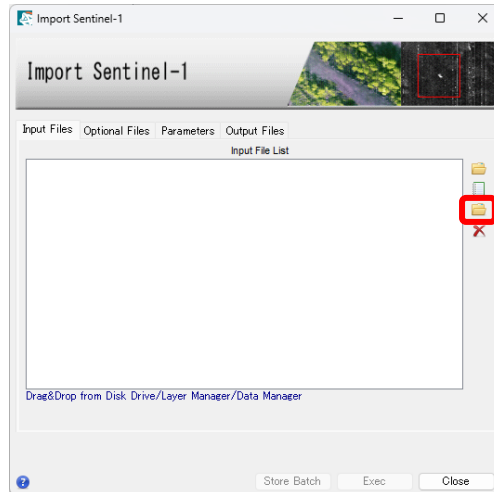 Import Sentinel-1
Import Sentinel-1
Input Files Optional Files Parameters Output Files
Input File List
Drag&Drop from Disk Drive/Layer Manager/Data Manager
Store Batch Exec Close